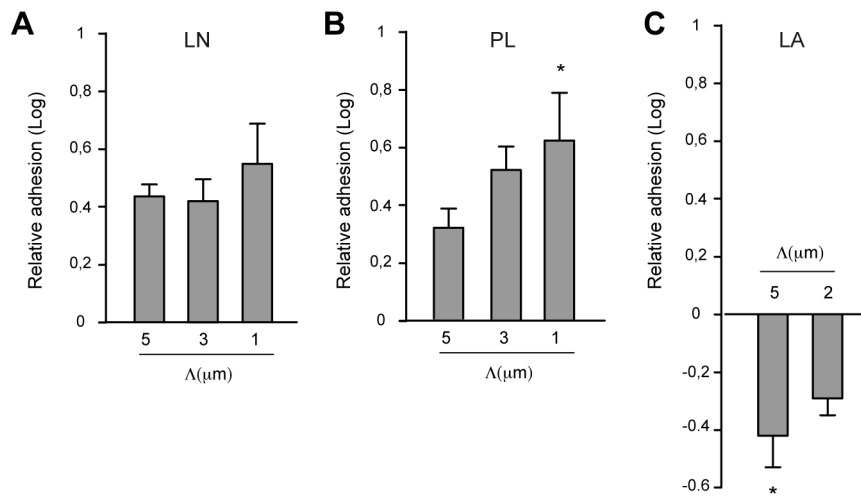 A
LN
Relative adhesion (Log)
1
0,8
0.6
0.4
0,2
0
5 3 1
Λ(μm)
B
PL
Relative adhesion (Log)
1
0,8
0,6
0.4
0,2
0
5 3 1
Λ(μm)
*
C
LA
Relative adhesion (Log)
1
0,8
0.6
0.4
0,2
0
-0,2
-0.4
-0.6
Λ(μm)
5 2
*